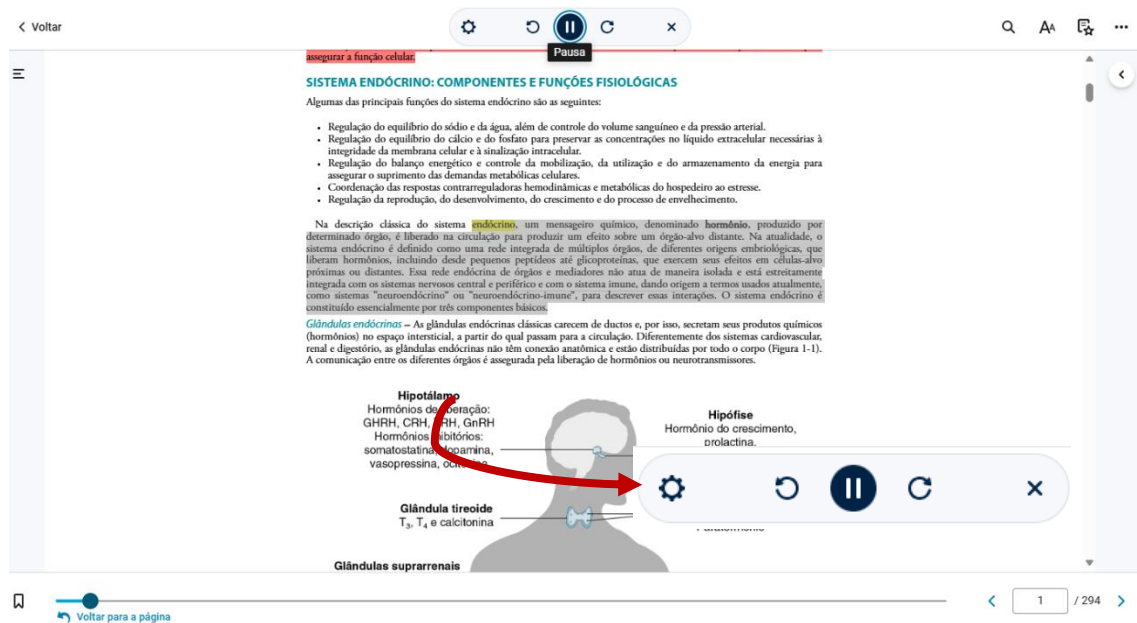 Voltar
Pausa
assegurar a função celular.
SISTEMA ENDÓCRINO: COMPONENTES E FUNÇÕES FISIOLÓGICAS
Algumas das principais funções do sistema endócrino são as seguintes:
• Regulação do equilíbrio do sódio e da água, além de controle do volume sanguíneo e da pressão arterial.
• Regulação do equilíbrio do cálcio e do fosfato para preservar as concentrações no líquido extracelular necessárias à
integridade da membrana celular e à sinalização intracelular.
• Regulação do balanço energético e controle da mobilização, da utilização e do armazenamento da energia para
assegurar o suprimento das demandas metabólicas celulares.
• Coordenação das respostas contrarreguladoras hemodinâmicas e metabólicas do hospedeiro ao estresse.
• Regulação da reprodução, do desenvolvimento, do crescimento e do processo de envelhecimento.
Na descrição clássica do sistema endócrino, um mensageiro químico, denominado hormônio, produzido por
determinado órgão, é liberado na circulação para produzir um efeito sobre um órgão-alvo distante. Na atualidade, o
sistema endócrino é definido como uma rede integrada de múltiplos órgãos, de diferentes origens embriológicas, que
liberam hormônios, incluindo desde pequenos peptídeos até glicoproteínas, que exercem seus efeitos em células-alvo
próximas ou distantes. Essa rede endócrina de órgãos e mediadores não atua de maneira isolada e está estreitamente
integrada com os sistemas nervosos central e periférico e com o sistema imune, dando origem a termos usados atualmente,
como sistemas "neuroendócrino" ou "neuroendócrino-imune", para descrever essas interações. O sistema endócrino é
constituído essencialmente por três componentes básicos.
Glândulas endócrinas – As glândulas endócrinas clássicas carecem de ductos e, por isso, secretam seus produtos químicos
(hormônios) no espaço intersticial, a partir do qual passam para a circulação. Diferentemente dos sistemas cardiovascular,
renal e digestório, as glândulas endócrinas não têm conexão anatômica e estão distribuídas por todo o corpo (Figura 1-1).
A comunicação entre os diferentes órgãos é assegurada pela liberação de hormônios ou neurotransmissores.
Hipotálamo
Hormônios de liberação:
GHRH, CRH, TRH, GnRH
Hormônios inibitórios:
somatostatina, dopamina,
vasopressina,
Hipófise
Hormônio do crescimento,
prolactina,
Glândula tireoide
T3, T4 e calcitonina
Glândulas suprarrenais
Voltar para a página
1 / 294